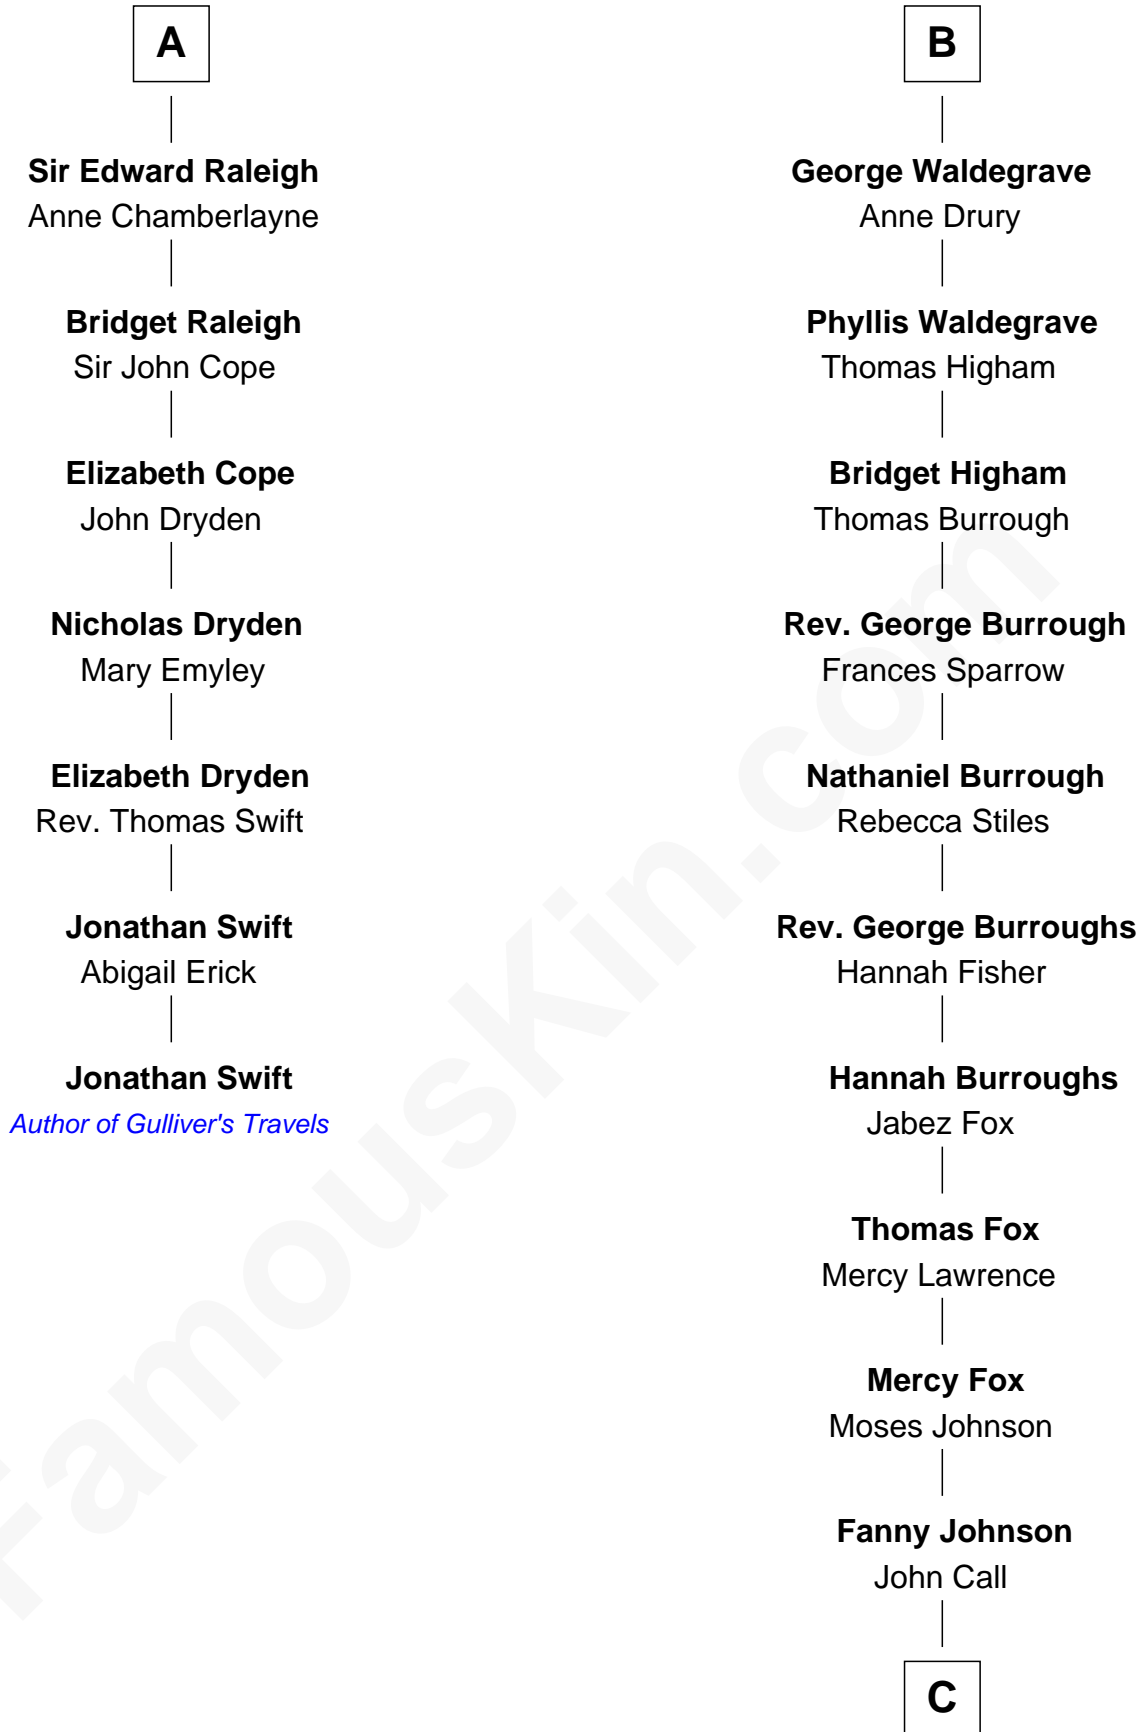 A
Sir Edward Raleigh
Anne Chamberlayne
Bridget Raleigh
Sir John Cope
Elizabeth Cope
John Dryden
Nicholas Dryden
Mary Emyley
Elizabeth Dryden
Rev. Thomas Swift
Jonathan Swift
Abigail Erick
Jonathan Swift
Author of Gulliver's Travels
B
George Waldegrave
Anne Drury
Phyllis Waldegrave
Thomas Higham
Bridget Higham
Thomas Burrough
Rev. George Burrough
Frances Sparrow
Nathaniel Burrough
Rebecca Stiles
Rev. George Burroughs
Hannah Fisher
Hannah Burroughs
Jabez Fox
Thomas Fox
Mercy Lawrence
Mercy Fox
Moses Johnson
Fanny Johnson
John Call
C
FamousKin.com